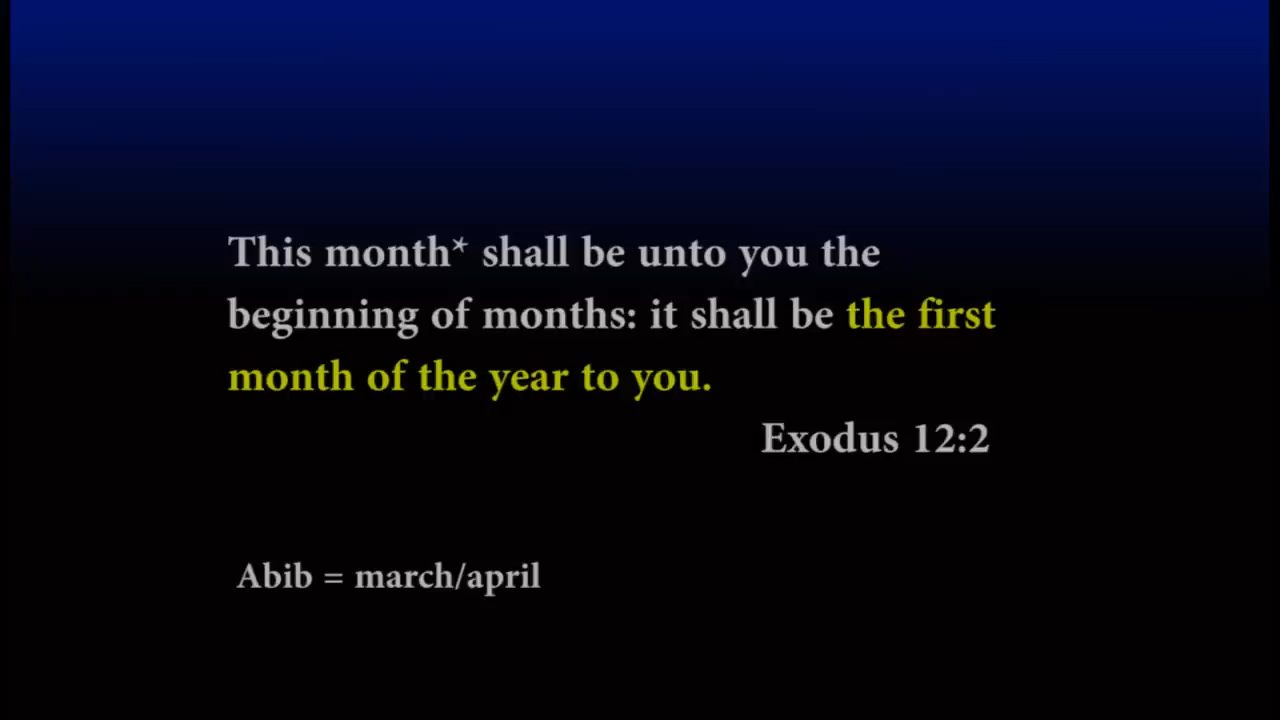 This month* shall be unto you the
beginning of months: it shall be the first
month of the year to you.
Exodus 12:2
Abib = march/april